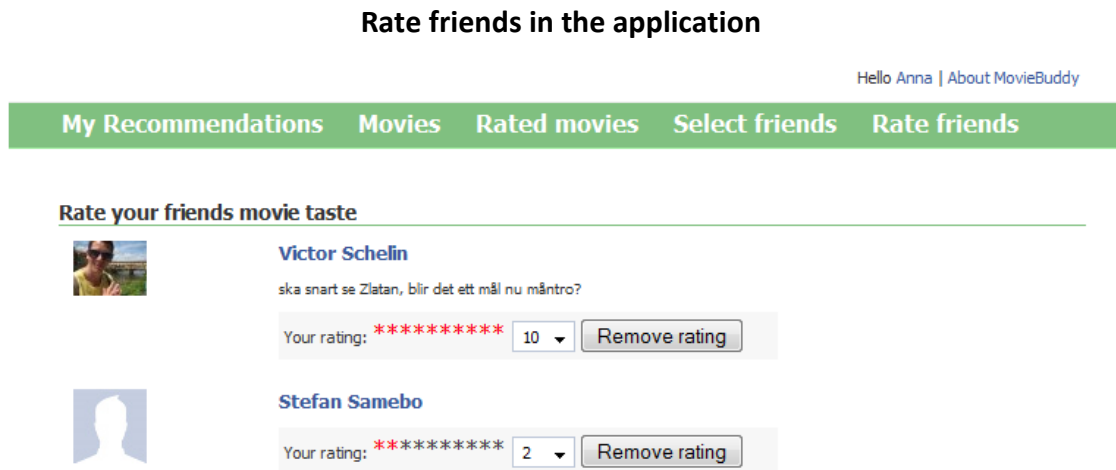 Rate friends in the application
Hello Anna | About MovieBuddy
My Recommendations Movies Rated movies Select friends Rate friends
Rate your friends movie taste
Victor Schelin
ska snart se Zlatan, blir det ett mål nu måntro?
Your rating: ********** 10 Remove rating
Stefan Samebo
Your rating: ********** 2 Remove rating